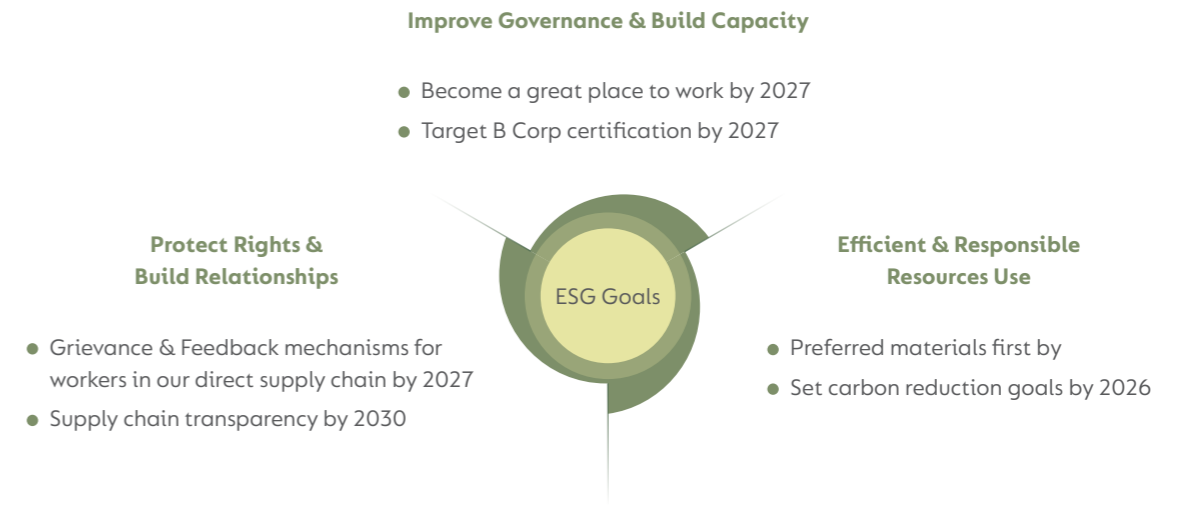 Improve Governance & Build Capacity
Become a great place to work by 2027
Target B Corp certification by 2027
Protect Rights &
Build Relationships
Grievance & Feedback mechanisms for
workers in our direct supply chain by 2027
Supply chain transparency by 2030
ESG Goals
Efficient & Responsible
Resources Use
Preferred materials first by
Set carbon reduction goals by 2026